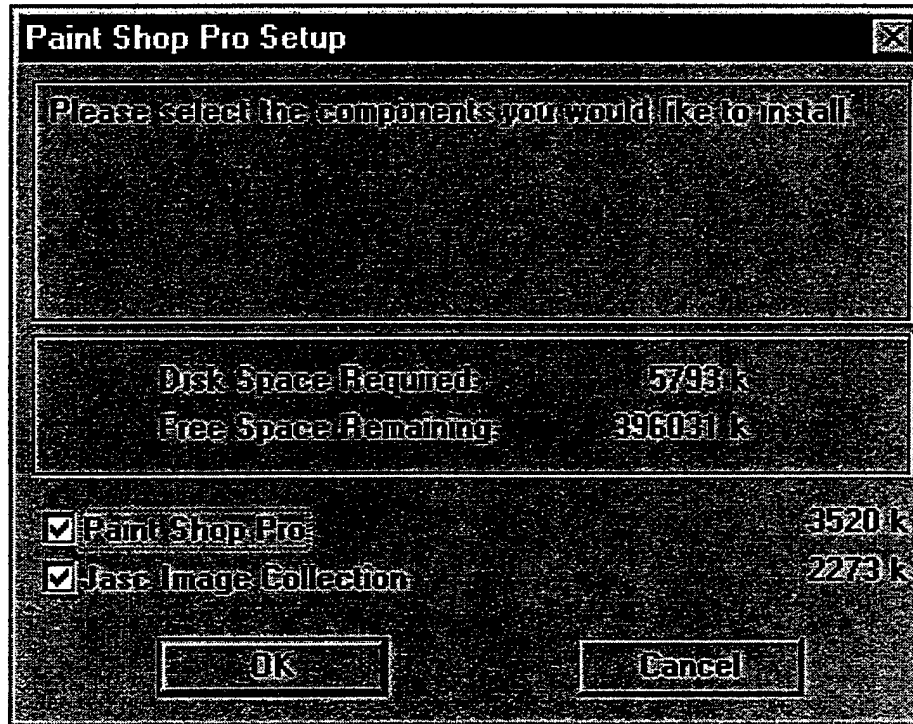 Paint Shop Pro Setup
Please select the components you would like to install.
Disk Space Required: 5793 k
Free Space Remaining: 396031 k
Paint Shop Pro 3520 k
Jasc Image Collection 2273 k
OK Cancel